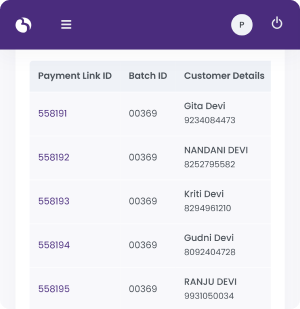 P
Payment Link ID Batch ID Customer Details
558191 00369 Gita Devi
9234084473
558192 00369 NANDANI DEVI
8252795582
558193 00369 Kriti Devi
8294961210
558194 00369 Gudni Devi
8092404728
558195 00369 RANJU DEVI
9931050034